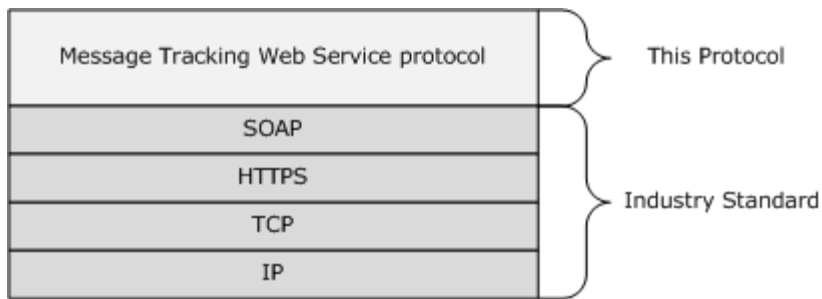 Message Tracking Web Service protocol
This Protocol
SOAP
HTTPS
TCP
IP
Industry Standard